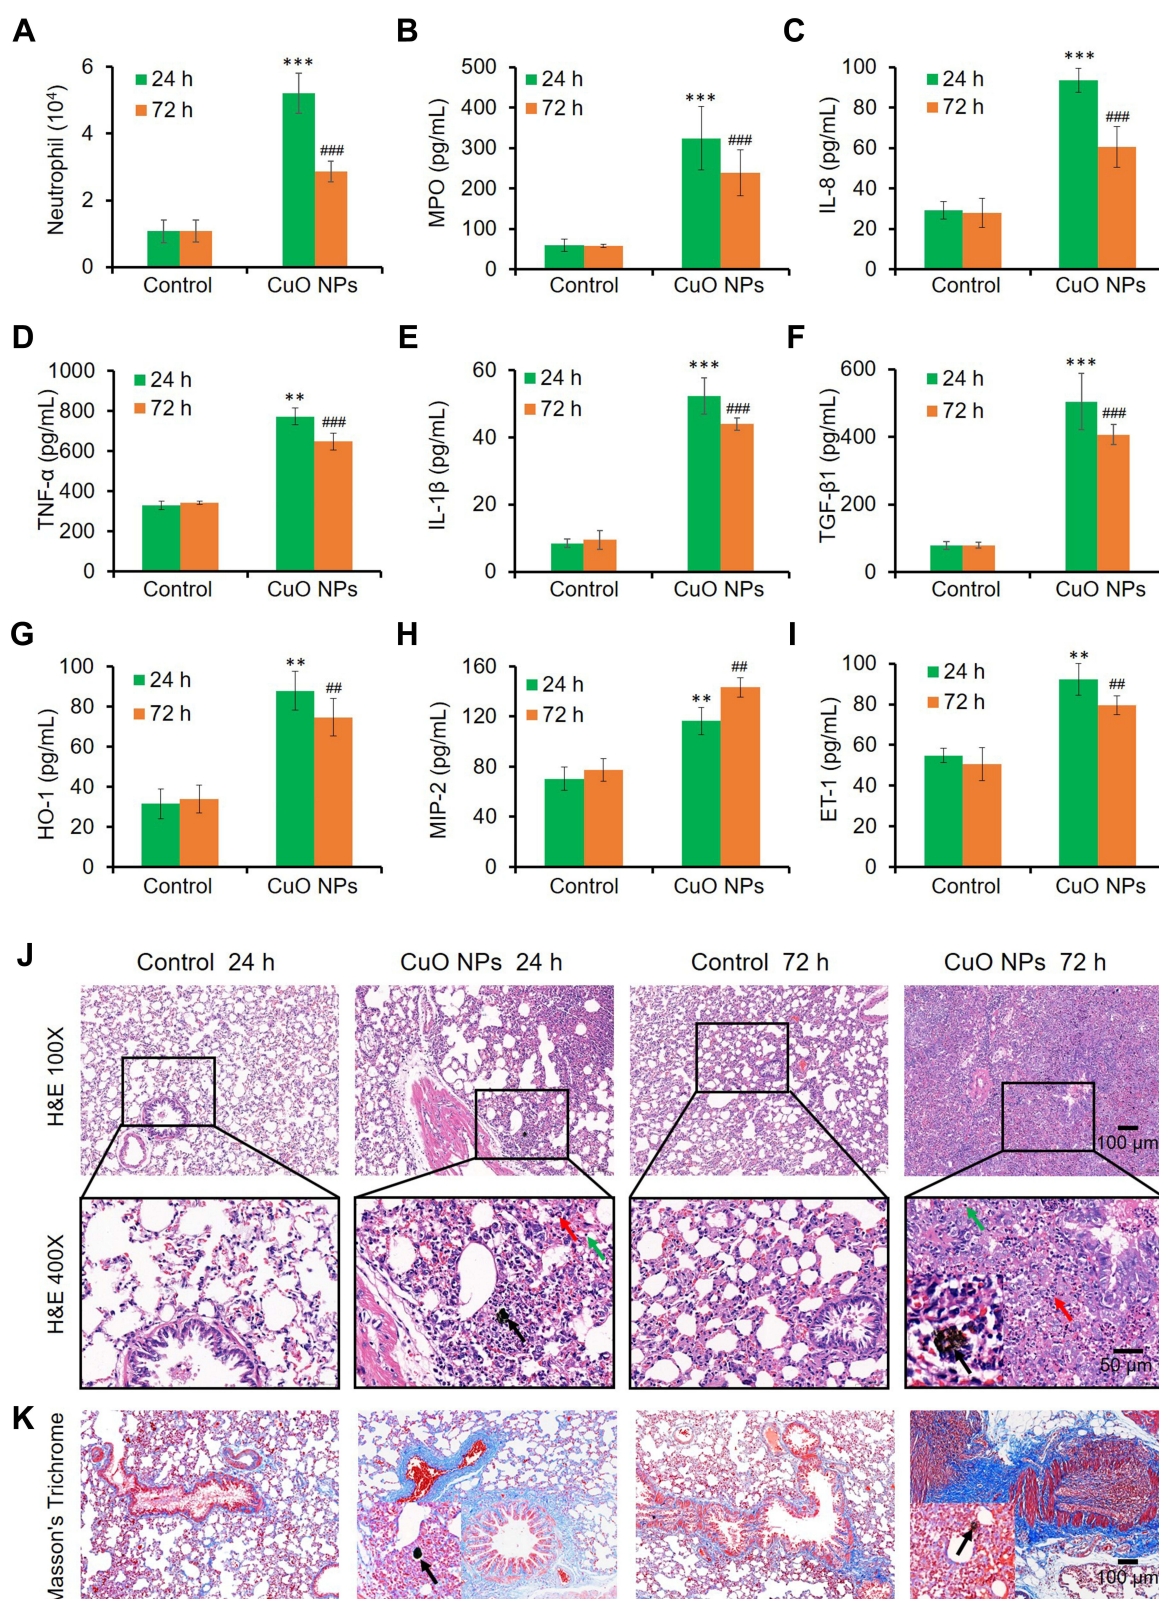 A B C
6 *** 24 h 72 h ###
4
2
0
Neutrophil (10⁴)
Control CuO NPs
500 24 h 72 h *** ###
400
300
200
100
0
MPO (pg/mL)
Control CuO NPs
100 24 h 72 h *** ###
80
60
40
20
0
IL-8 (pg/mL)
Control CuO NPs
D E F
1000 24 h 72 h ** ###
800
600
400
200
0
TNF-α (pg/mL)
Control CuO NPs
60 24 h 72 h *** ###
40
20
0
IL-1β (pg/mL)
Control CuO NPs
600 24 h 72 h *** ###
400
200
0
TGF-β1 (pg/mL)
Control CuO NPs
G H I
100 24 h 72 h ** ##
80
60
40
20
0
HO-1 (pg/mL)
Control CuO NPs
160 24 h 72 h ** ##
120
80
40
0
MIP-2 (pg/mL)
Control CuO NPs
100 24 h 72 h ** ##
80
60
40
20
0
ET-1 (pg/mL)
Control CuO NPs
J
Control 24 h CuO NPs 24 h Control 72 h CuO NPs 72 h
H&E 100X
100 µm
H&E 400X
50 µm
K
Masson's Trichrome
100 µm